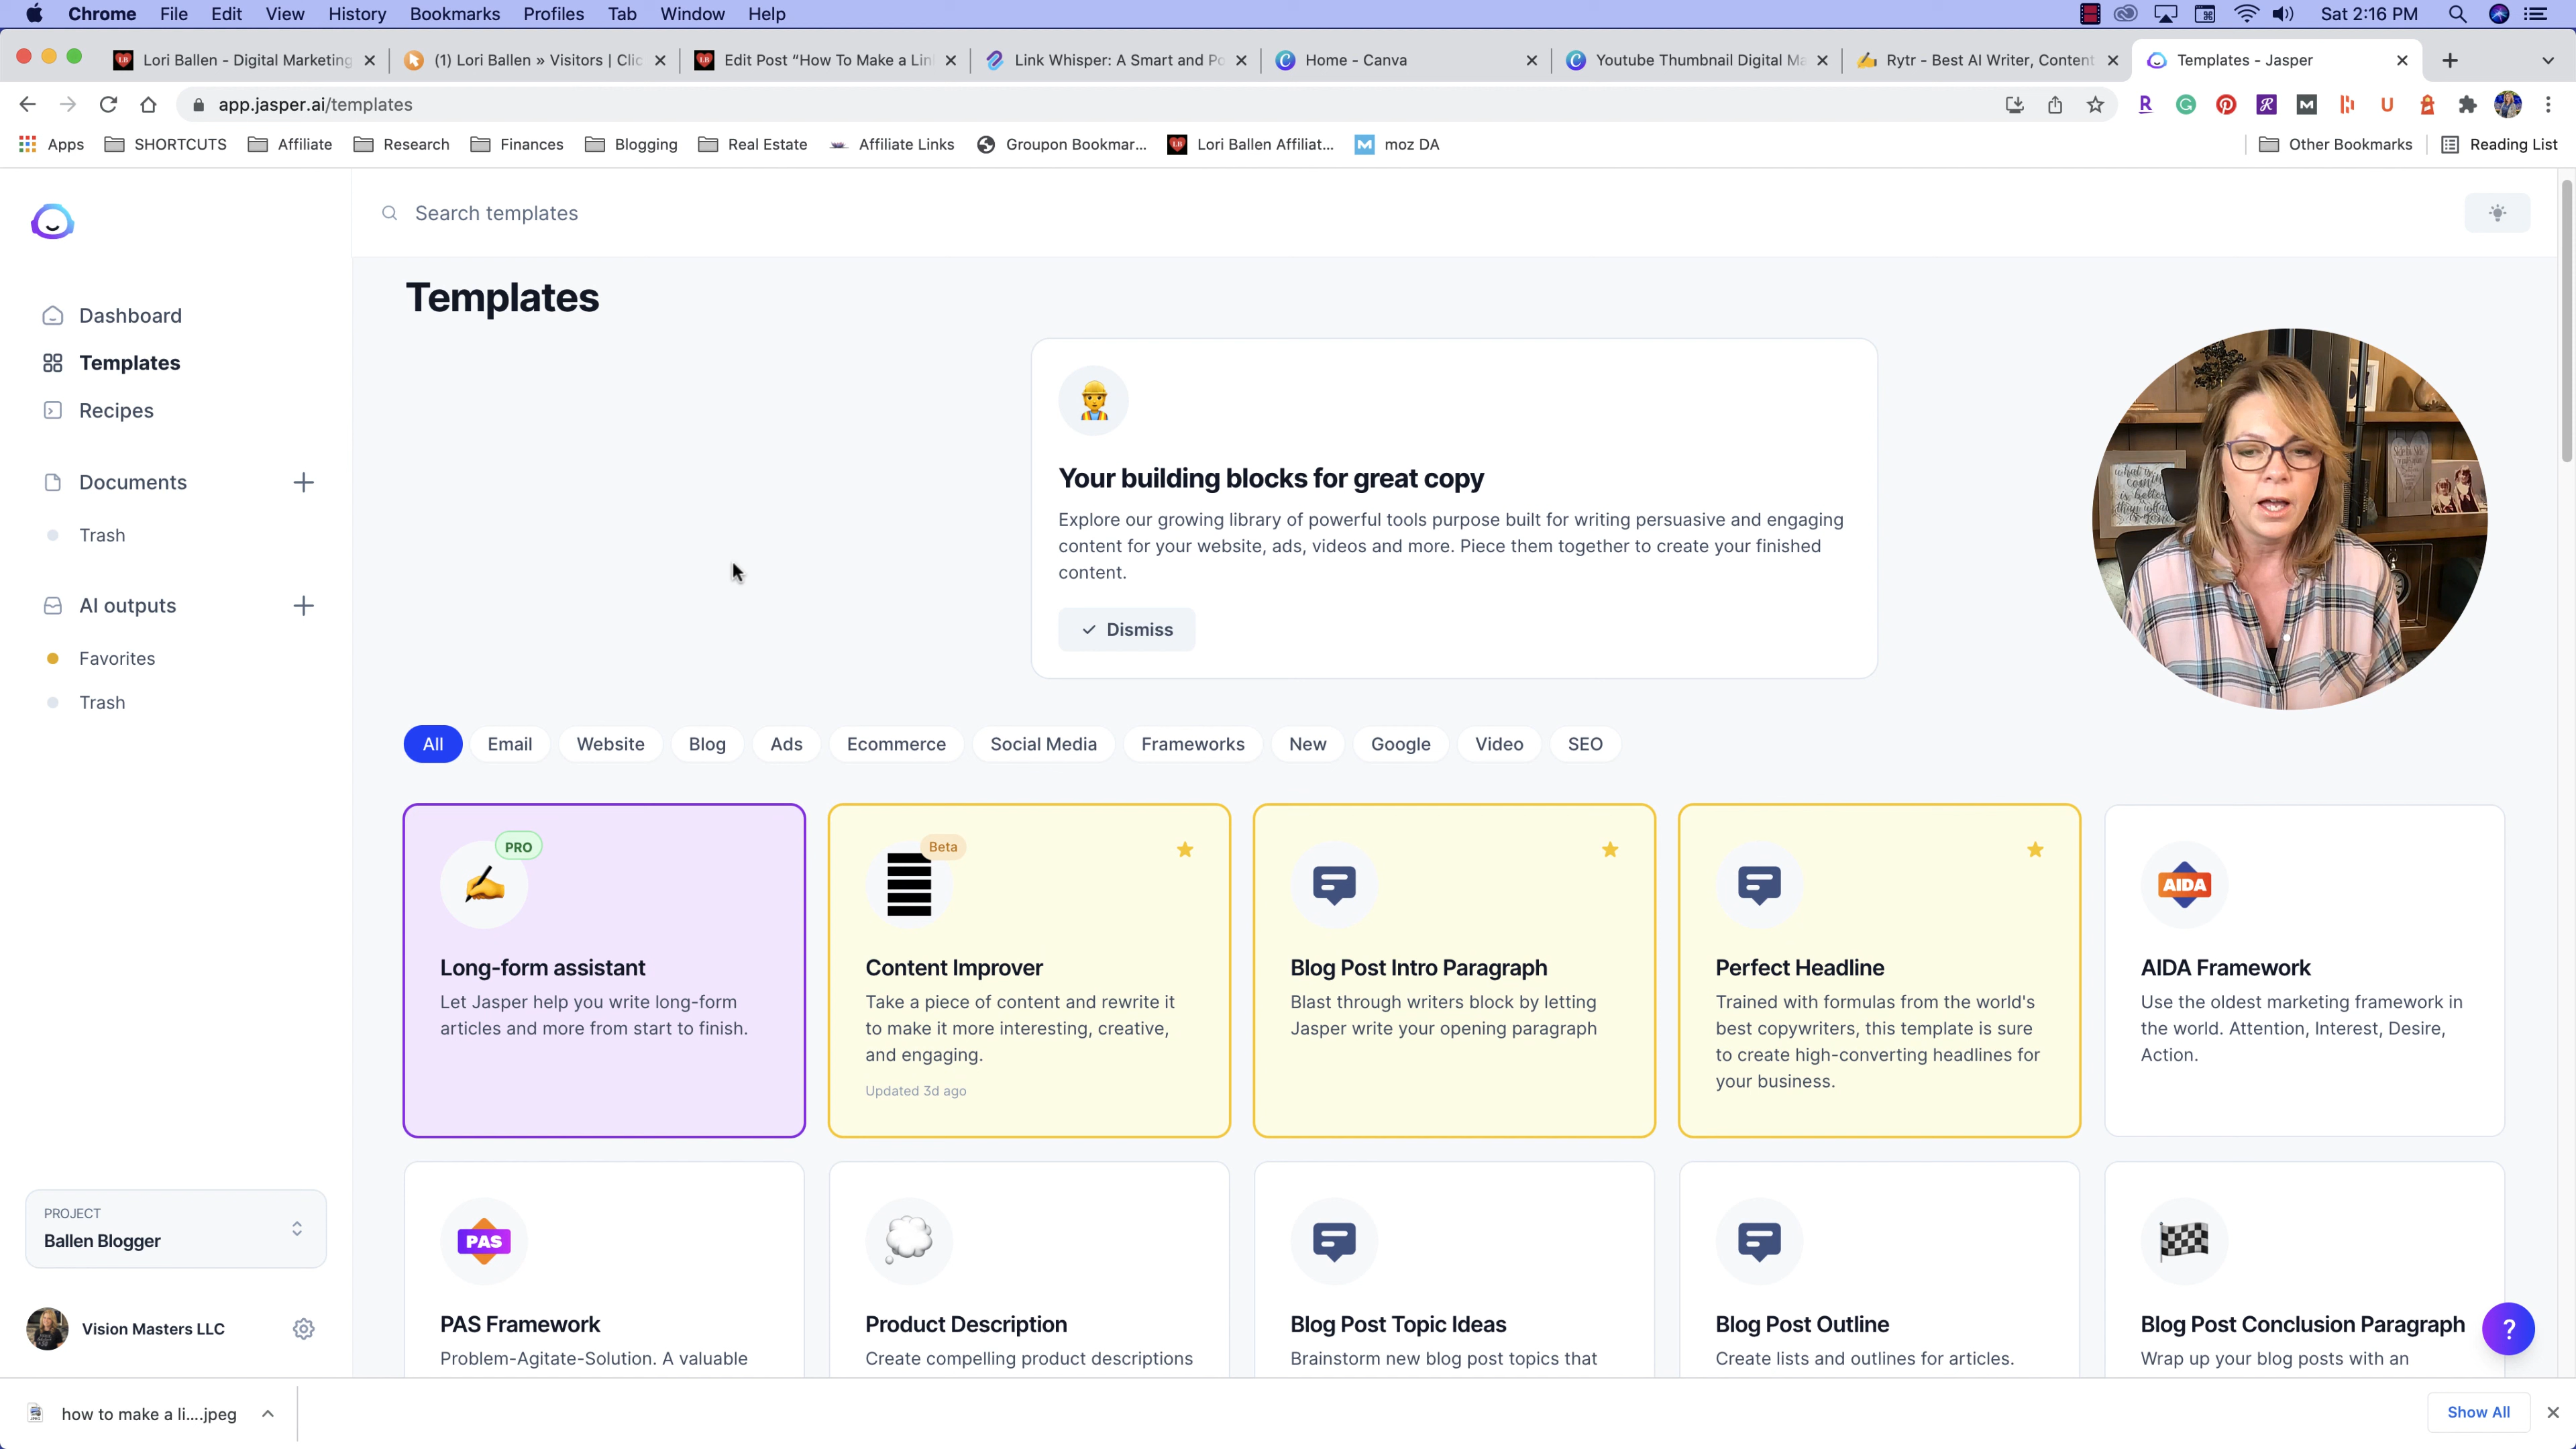 Chrome File Edit View History Bookmarks Profiles Tab Window Help Sat 2:16 PM
Lori Ballen - Digital Marketing (1) Lori Ballen » Visitors | Clic Edit Post “How To Make a Lin Link Whisper: A Smart and Po Home - Canva Youtube Thumbnail Digital Ma Rytr - Best AI Writer, Content Templates - Jasper
app.jasper.ai/templates
Apps SHORTCUTS Affiliate Research Finances Blogging Real Estate Affiliate Links Groupon Bookmar... Lori Ballen Affiliat... moz DA Other Bookmarks Reading List
Search templates
Templates
Dashboard
Templates
Recipes
Documents
Trash
AI outputs
Favorites
Trash
Your building blocks for great copy
Explore our growing library of powerful tools purpose built for writing persuasive and engaging
content for your website, ads, videos and more. Piece them together to create your finished
content.
Dismiss
All Email Website Blog Ads Ecommerce Social Media Frameworks New Google Video SEO
PRO
Long-form assistant
Let Jasper help you write long-form
articles and more from start to finish.
Beta
Content Improver
Take a piece of content and rewrite it
to make it more interesting, creative,
and engaging.
Updated 3d ago
Blog Post Intro Paragraph
Blast through writers block by letting
Jasper write your opening paragraph
Perfect Headline
Trained with formulas from the world's
best copywriters, this template is sure
to create high-converting headlines for
your business.
AIDA
AIDA Framework
Use the oldest marketing framework in
the world. Attention, Interest, Desire,
Action.
PAS
PAS Framework
Problem-Agitate-Solution. A valuable
Product Description
Create compelling product descriptions
Blog Post Topic Ideas
Brainstorm new blog post topics that
Blog Post Outline
Create lists and outlines for articles.
Blog Post Conclusion Paragraph
Wrap up your blog posts with an
?
PROJECT
Ballen Blogger
Vision Masters LLC
how to make a li....jpeg
Show All